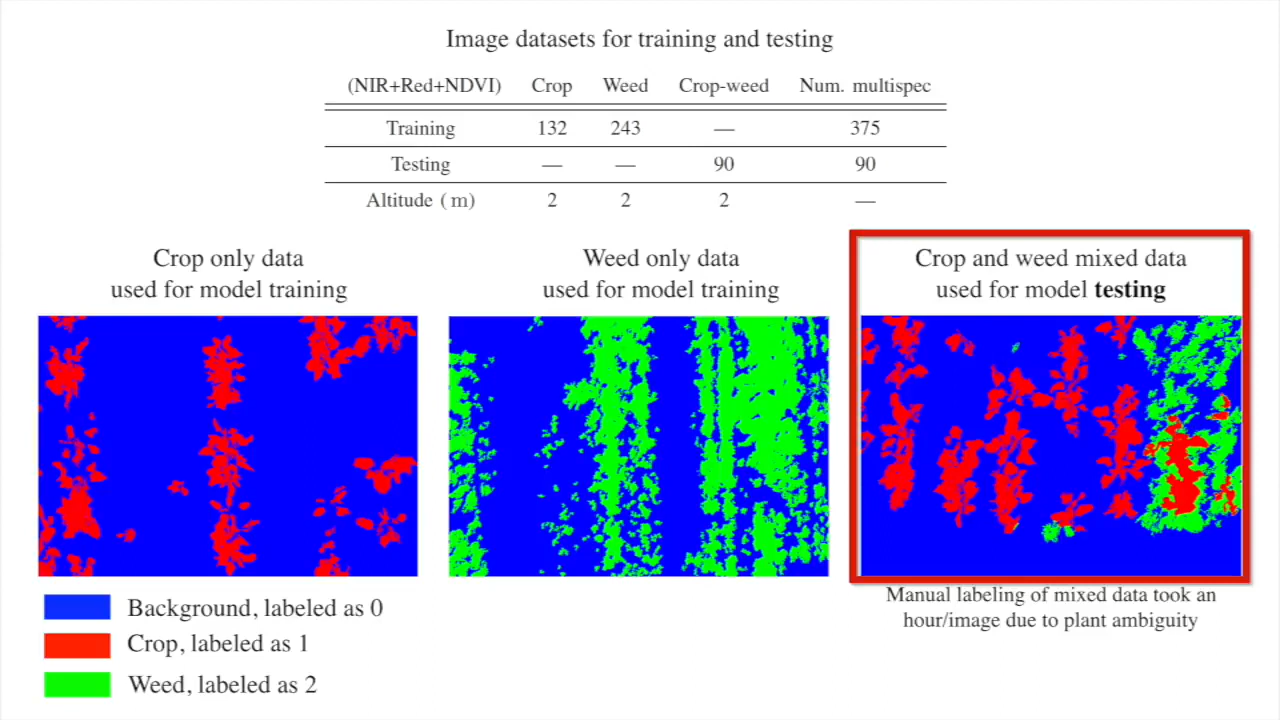 Image datasets for training and testing
(NIR+Red+NDVI) Crop Weed Crop-weed Num. multispec
Training 132 243 — 375
Testing — — 90 90
Altitude (m) 2 2 2 —
Crop only data
used for model training
Weed only data
used for model training
Crop and weed mixed data
used for model testing
Manual labeling of mixed data took an
hour/image due to plant ambiguity
Background, labeled as 0
Crop, labeled as 1
Weed, labeled as 2